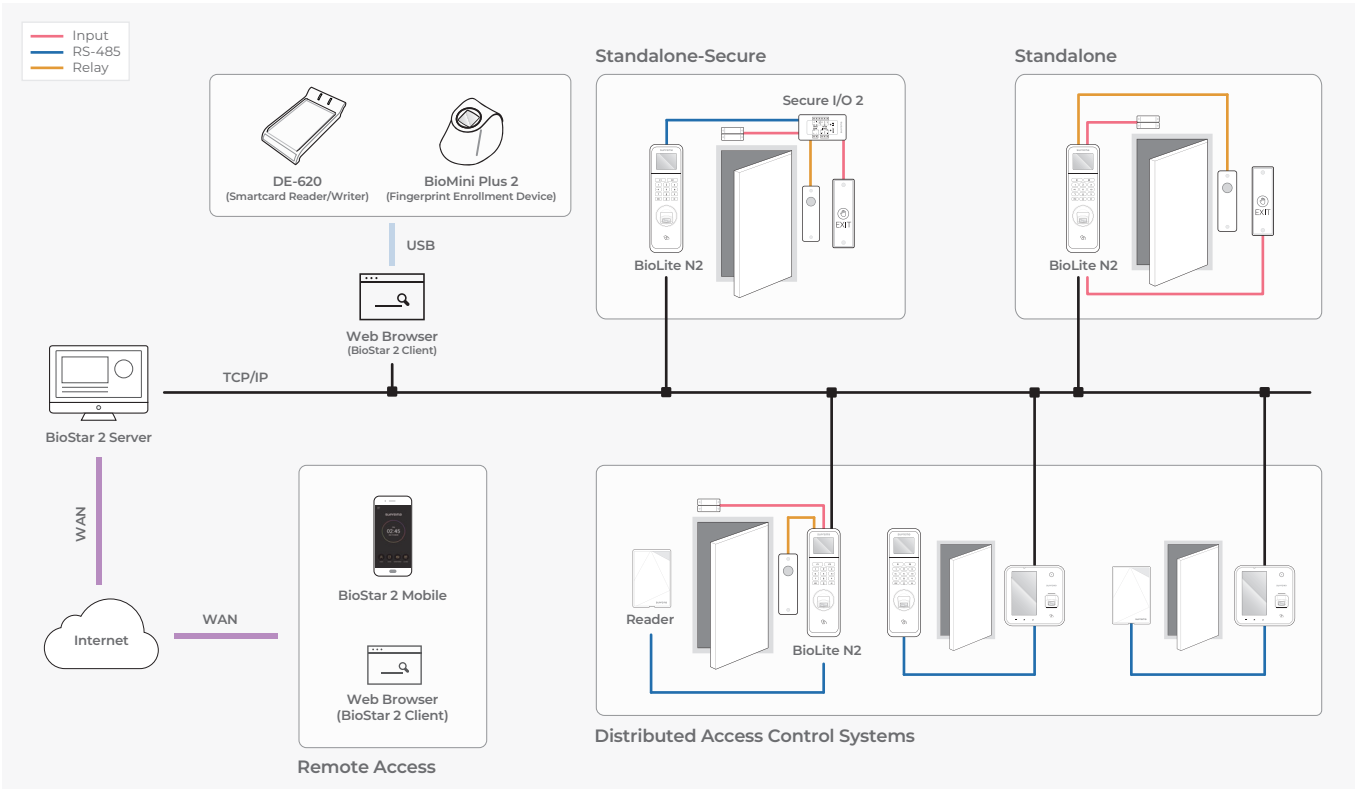 Input
RS-485
Relay
DE-620
(Smartcard Reader/Writer)
BioMini Plus 2
(Fingerprint Enrollment Device)
USB
Web Browser
(BioStar 2 Client)
Standalone-Secure
Secure I/O 2
EXIT
BioLite N2
Standalone
EXIT
BioLite N2
TCP/IP
BioStar 2 Server
WAN
Internet
WAN
02:45
BioStar 2 Mobile
Web Browser
(BioStar 2 Client)
Remote Access
Reader
BioLite N2
Distributed Access Control Systems